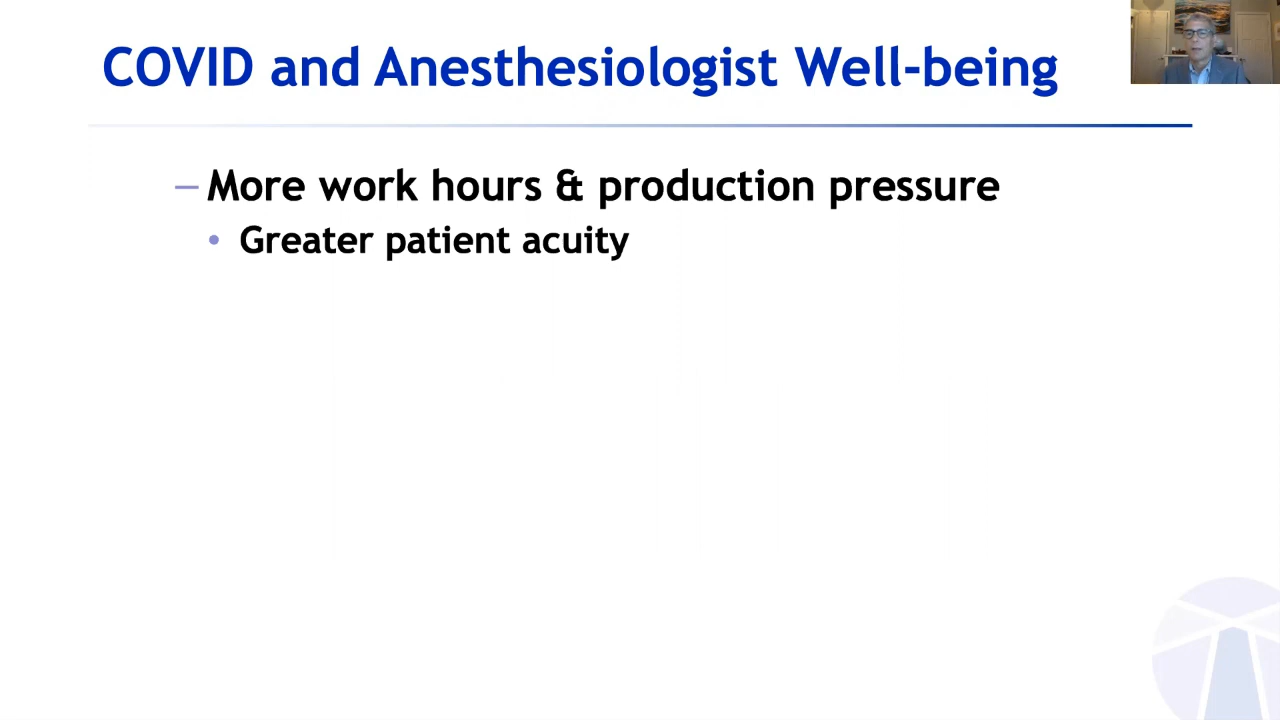 COVID and Anesthesiologist Well-being
– More work hours & production pressure
• Greater patient acuity